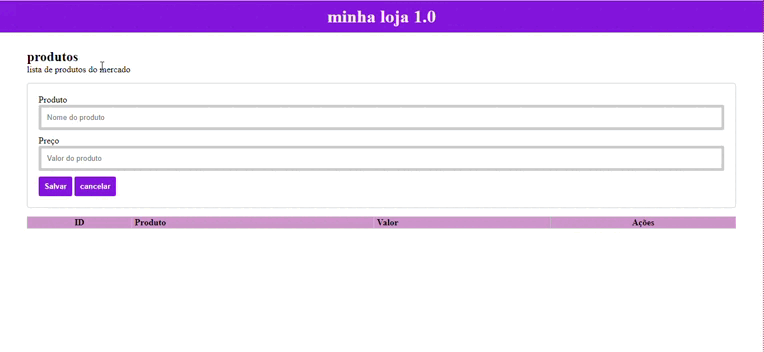 minha loja 1.0
produtos
lista de produtos do mercado
Produto
Nome do produto
Preço
Valor do produto
Salvar cancelar
ID Produto Valor Ações